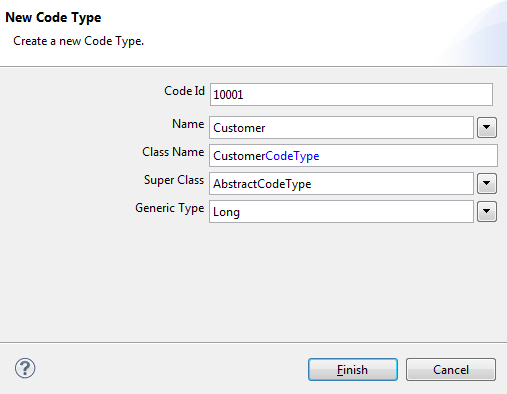 New Code Type
Create a new Code Type.
Code Id 10001
Name Customer
Class Name CustomerCodeType
Super Class AbstractCodeType
Generic Type Long
? Finish Cancel